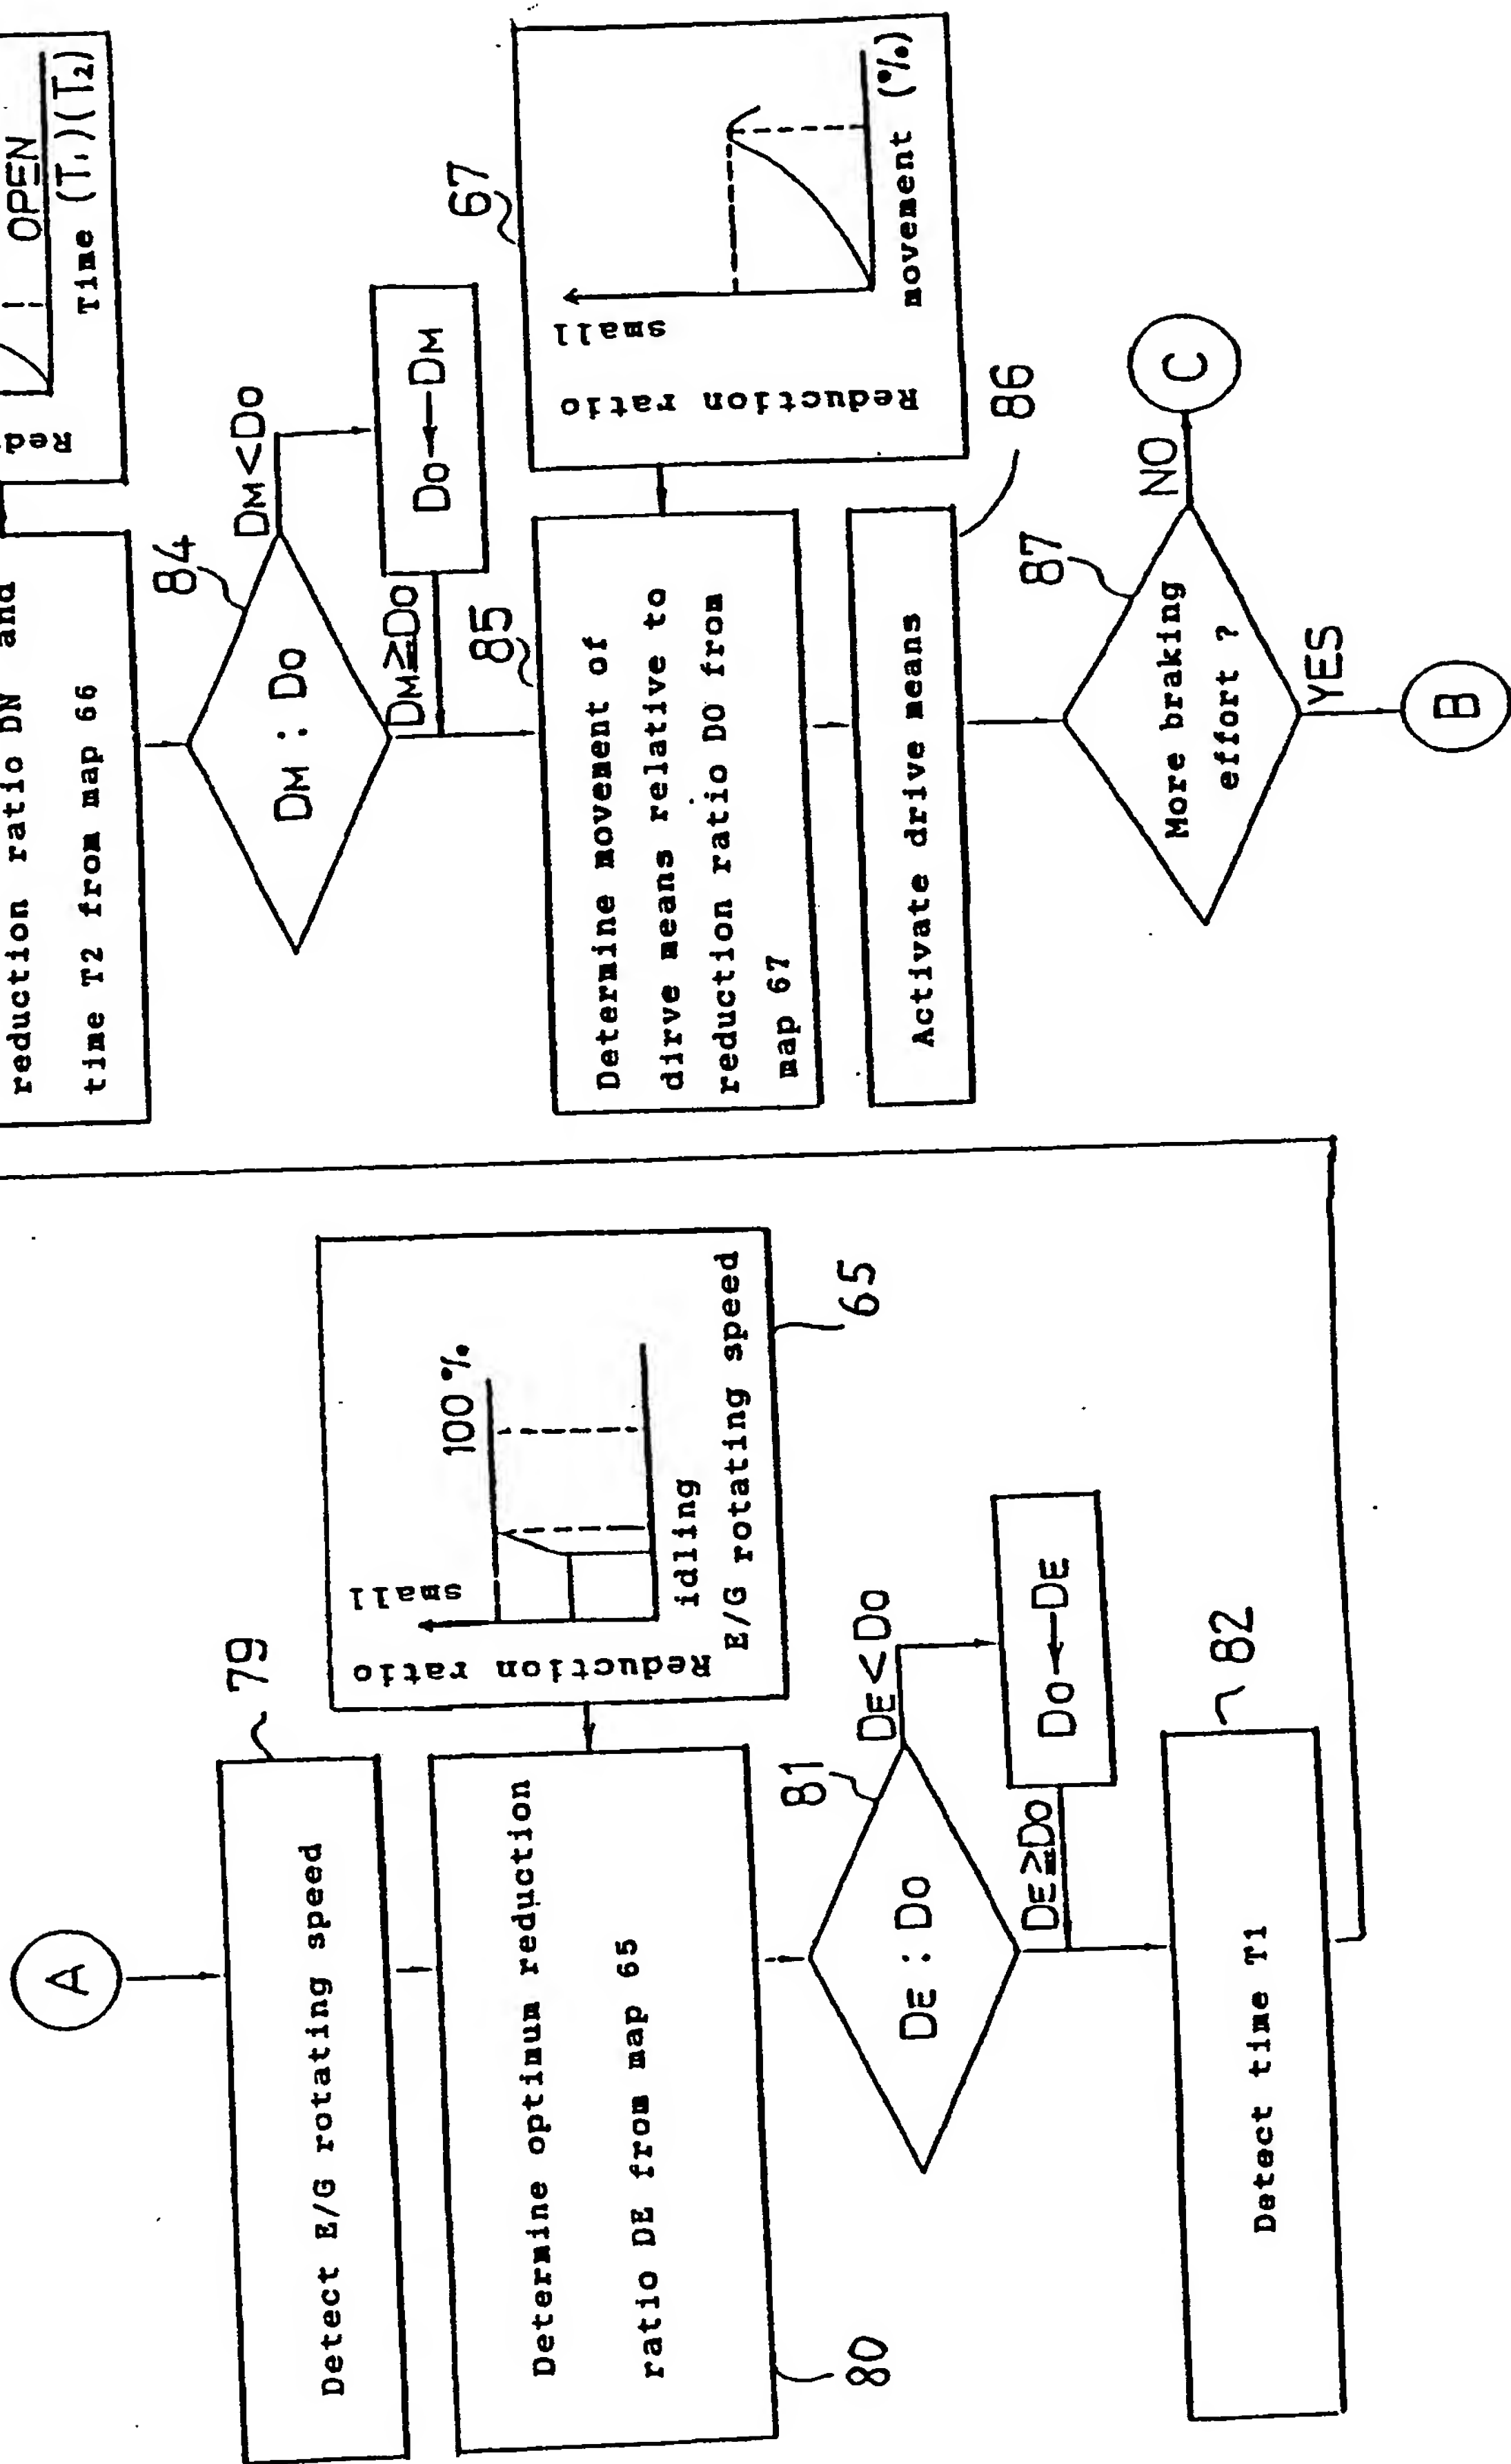 A
79
Detect E/G rotating speed
Determine optimum reduction
ratio DE from map 65
80
Reduction ratio
small
100%
idling
E/G rotating speed
65
81
DE : DO
DE<DO
DE≧DO
DO←DE
Detect time T1
82
reduction ratio DN and
time T2 from map 66
Red
OPEN
Time (T1)(T2)
84
DM : DO
DM<DO
DM≧DO
DO←DM
85
Determine movement of
dirve means relative to
reduction ratio DO from
map 67
67
Reduction ratio
small
movement (%)
Activate drive means
86
87
More braking
effort ?
NO
C
YES
B